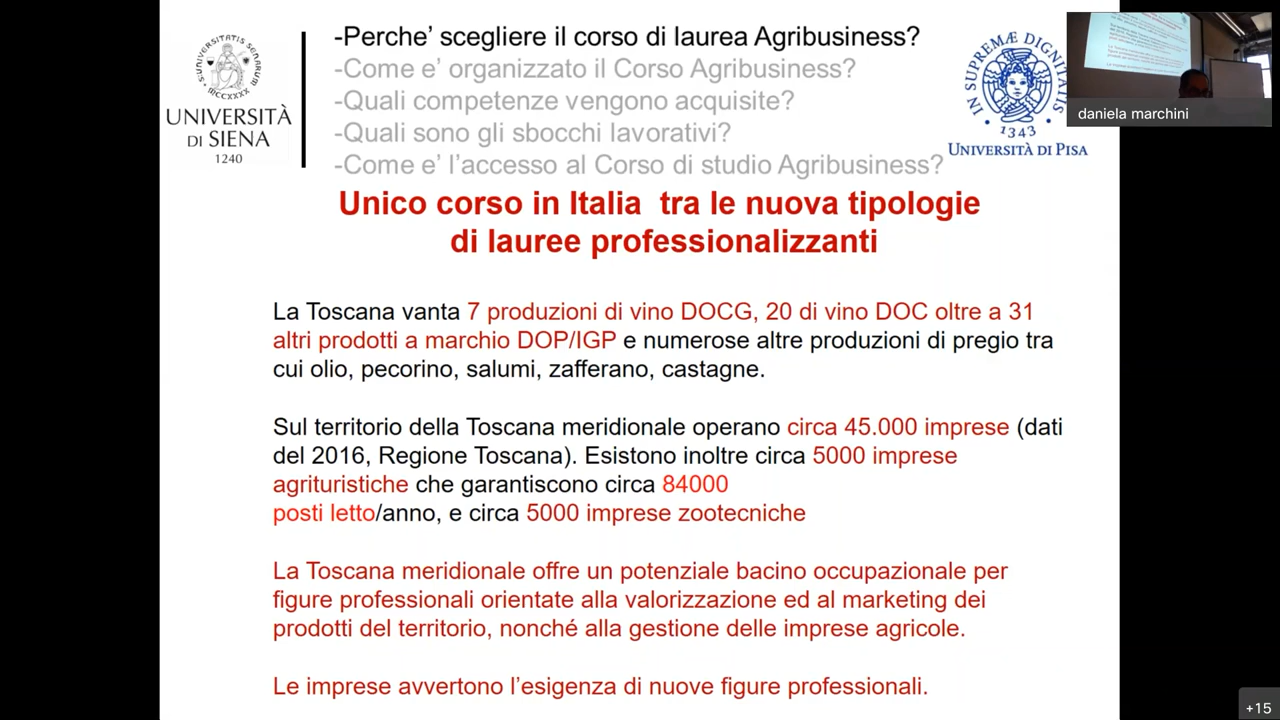 -Perche’ scegliere il corso di laurea Agribusiness?
-Come e’ organizzato il Corso Agribusiness?
-Quali competenze vengono acquisite?
-Quali sono gli sbocchi lavorativi?
-Come e’ l’accesso al Corso di studio Agribusiness?
UNIVERSITÀ
DI SIENA
1240
IN SUPREMÆ DIGNITATIS
·1343·
UNIVERSITÀ DI PISA
daniela marchini
Unico corso in Italia tra le nuova tipologie
di lauree professionalizzanti
La Toscana vanta 7 produzioni di vino DOCG, 20 di vino DOC oltre a 31
altri prodotti a marchio DOP/IGP e numerose altre produzioni di pregio tra
cui olio, pecorino, salumi, zafferano, castagne.
Sul territorio della Toscana meridionale operano circa 45.000 imprese (dati
del 2016, Regione Toscana). Esistono inoltre circa 5000 imprese
agrituristiche che garantiscono circa 84000
posti letto/anno, e circa 5000 imprese zootecniche
La Toscana meridionale offre un potenziale bacino occupazionale per
figure professionali orientate alla valorizzazione ed al marketing dei
prodotti del territorio, nonché alla gestione delle imprese agricole.
Le imprese avvertono l’esigenza di nuove figure professionali.
+15